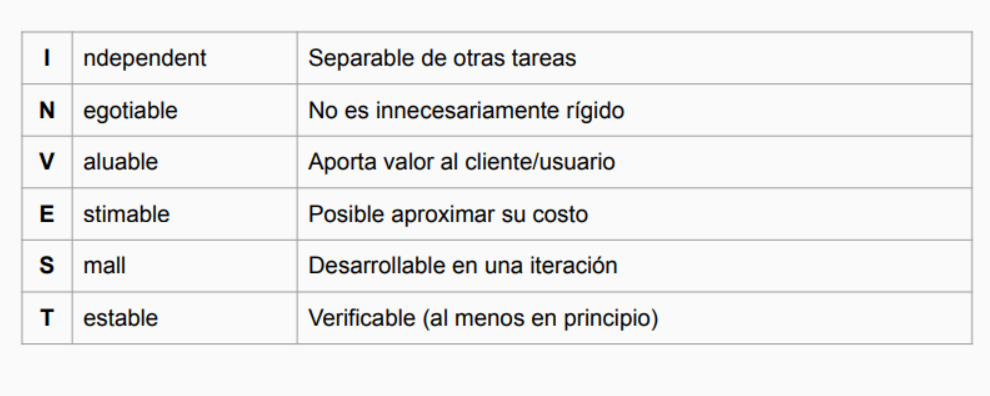 I ndependent Separable de otras tareas
N egotiable No es innecesariamente rígido
V aluable Aporta valor al cliente/usuario
E stimable Posible aproximar su costo
S mall Desarrollable en una iteración
T estable Verificable (al menos en principio)